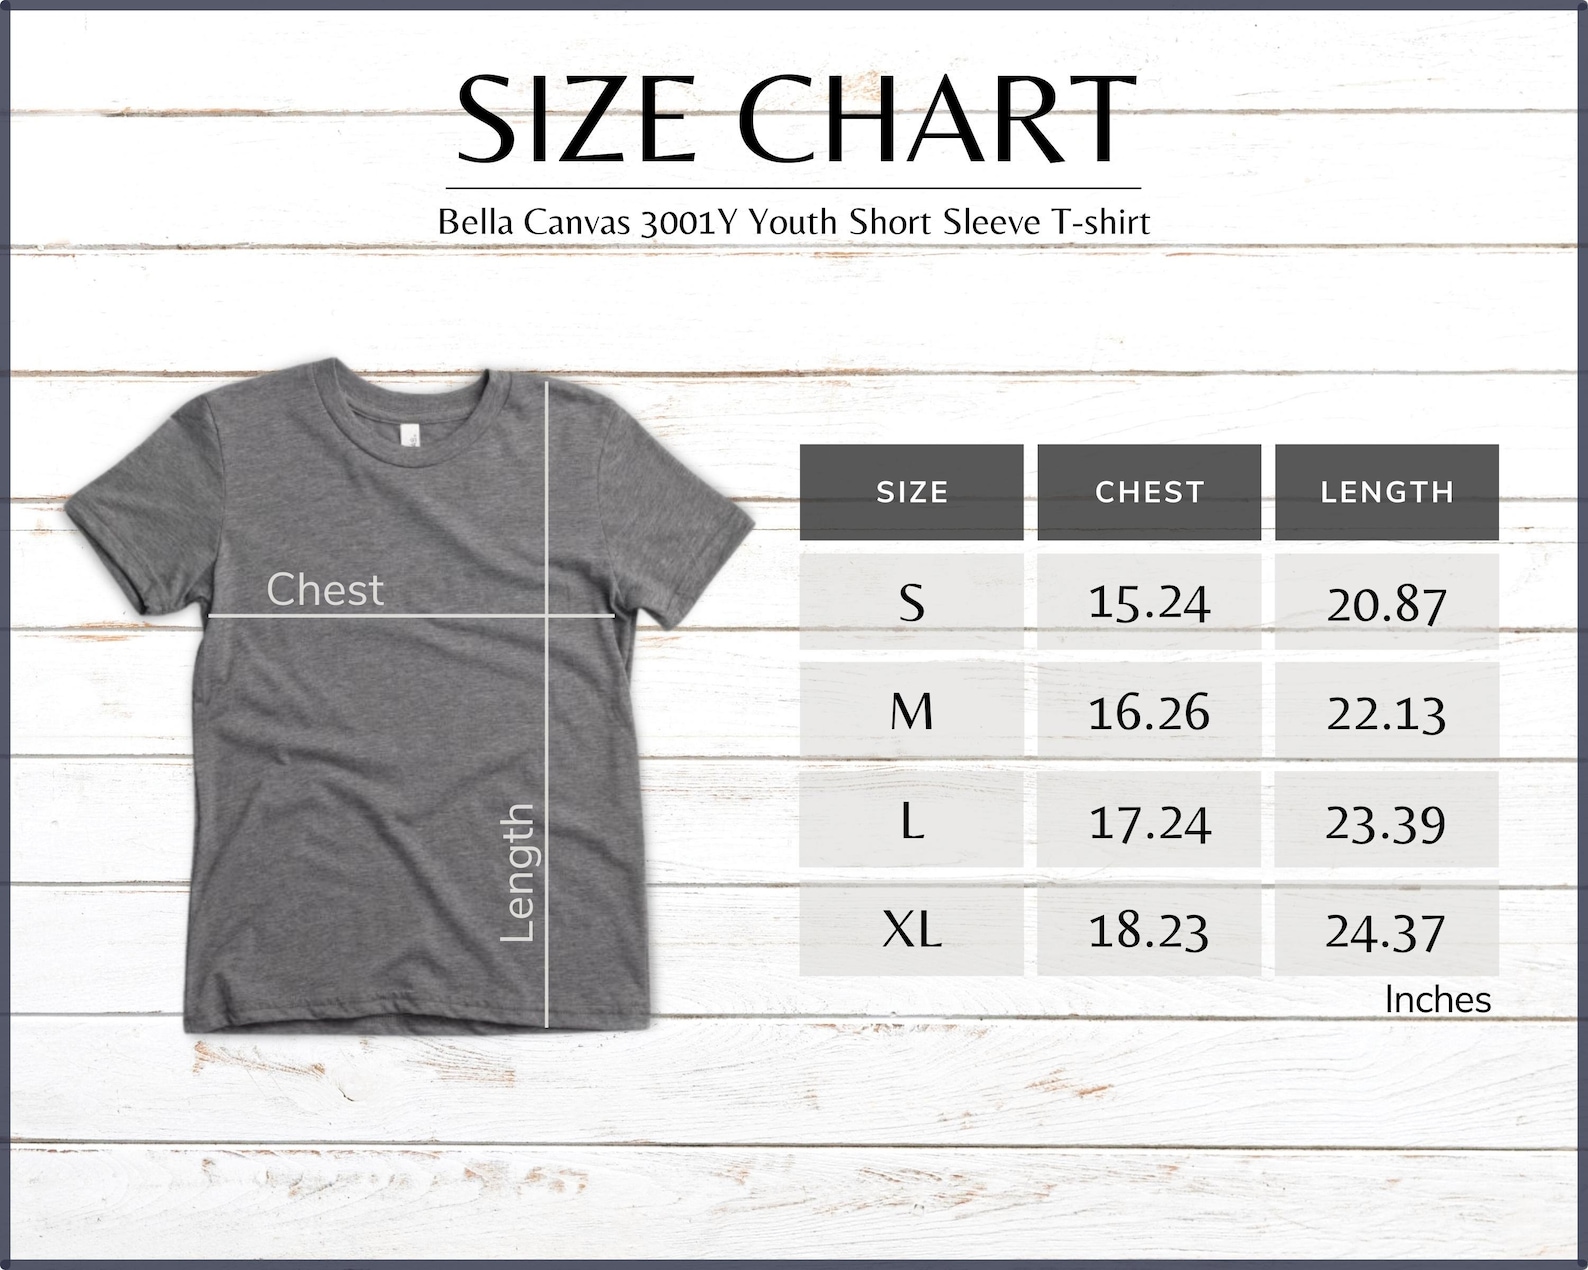 SIZE CHART
Bella Canvas 3001Y Youth Short Sleeve T-shirt
Chest
Length
SIZE CHEST LENGTH
S 15.24 20.87
M 16.26 22.13
L 17.24 23.39
XL 18.23 24.37
Inches